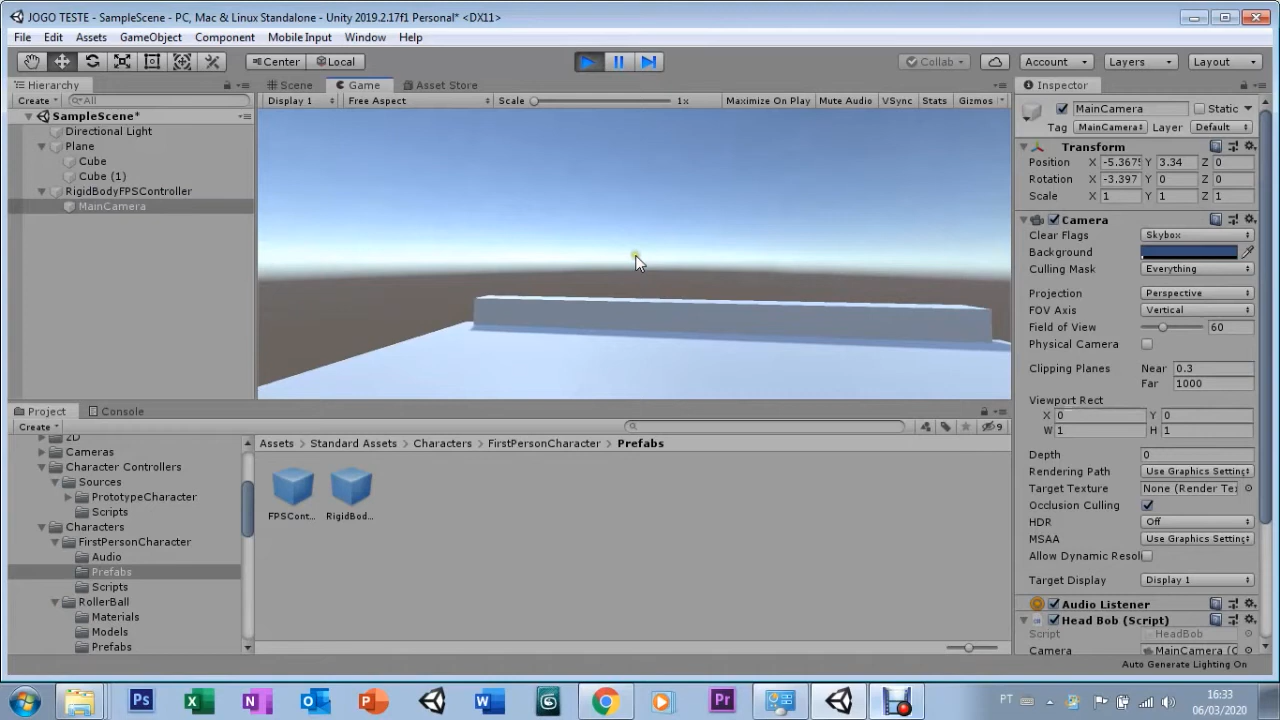 JOGO TESTE - SampleScene - PC, Mac & Linux Standalone - Unity 2019.2.17f1 Personal* <DX11>
File Edit Assets GameObject Component Mobile Input Window Help
Center Local Collab Account Layers Layout
Hierarchy Scene Game Asset Store Inspector
Create All
Display 1 Free Aspect Scale 1x Maximize On Play Mute Audio VSync Stats Gizmos
SampleScene*
Directional Light
Plane
Cube
Cube (1)
RigidBodyFPSController
MainCamera
MainCamera Static
Tag MainCamera Layer Default
Transform
Position X -5.3675 Y 3.34 Z 0
Rotation X -3.397 Y 0 Z 0
Scale X 1 Y 1 Z 1
Camera
Clear Flags Skybox
Background
Culling Mask Everything
Projection Perspective
FOV Axis Vertical
Field of View 60
Physical Camera
Clipping Planes Near 0.3
Far 1000
Viewport Rect
X 0 Y 0
W 1 H 1
Depth 0
Rendering Path Use Graphics Setting
Target Texture None (Render Te
Occlusion Culling
HDR Off
MSAA Use Graphics Setting
Allow Dynamic Resol
Target Display Display 1
Audio Listener
Head Bob (Script)
Script HeadBob
Camera MainCamera (C
Auto Generate Lighting On
Project Console
Create 9
2D
Cameras
Character Controllers
Sources
PrototypeCharacter
Scripts
Characters
FirstPersonCharacter
Audio
Prefabs
Scripts
RollerBall
Materials
Models
Prefabs
Assets Standard Assets Characters FirstPersonCharacter Prefabs
FPSCont... RigidBod...
Ps X N O P W Pr
PT 16:33
06/03/2020